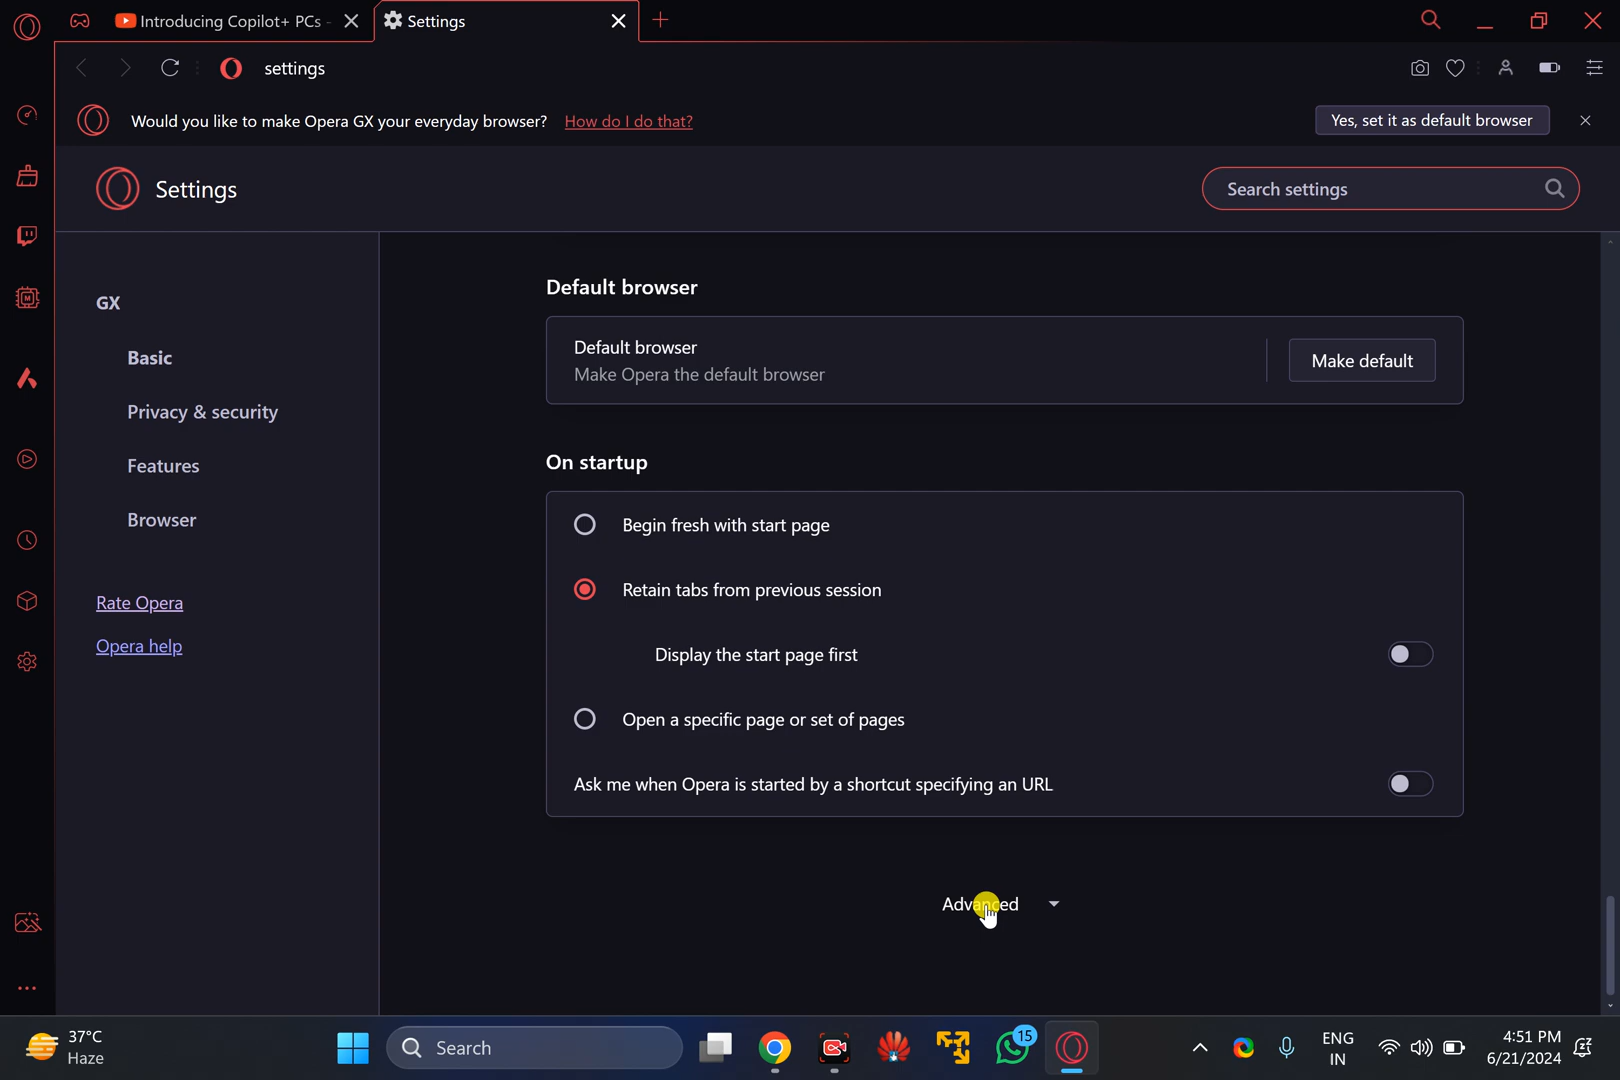 Introducing Copilot+ PCs -
Settings
settings
Would you like to make Opera GX your everyday browser? How do I do that?
Yes, set it as default browser
Settings
Search settings
GX
Basic
Privacy & security
Features
Browser
Rate Opera
Opera help
Default browser
Default browser
Make Opera the default browser
Make default
On startup
Begin fresh with start page
Retain tabs from previous session
Display the start page first
Open a specific page or set of pages
Ask me when Opera is started by a shortcut specifying an URL
Advanced
37°C
Haze
Search
15
ENG
IN
4:51 PM
6/21/2024